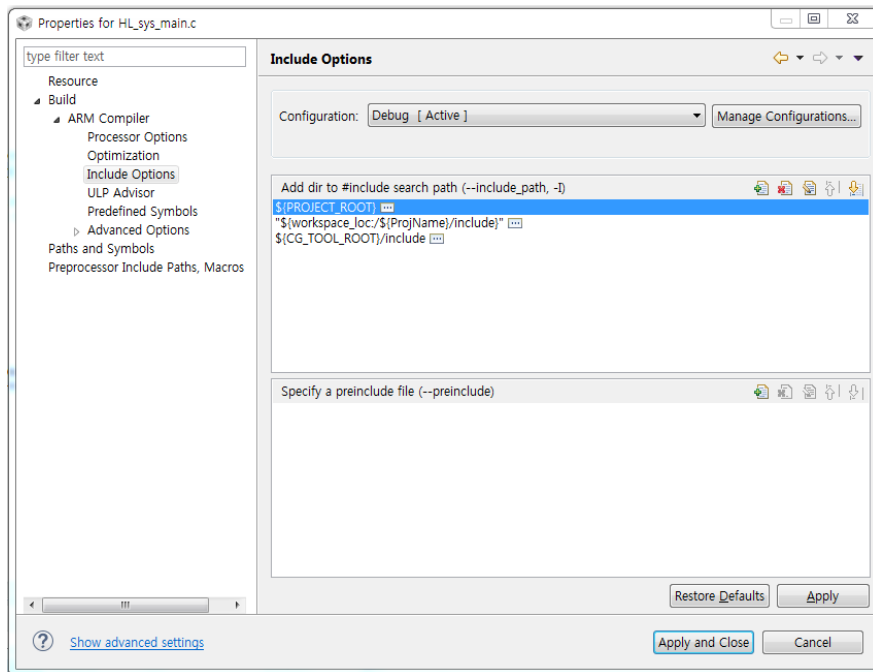 Properties for HL_sys_main.c
type filter text
Resource
Build
ARM Compiler
Processor Options
Optimization
Include Options
ULP Advisor
Predefined Symbols
Advanced Options
Paths and Symbols
Preprocessor Include Paths, Macros
Include Options
Configuration: Debug [ Active ] Manage Configurations...
Add dir to #include search path (--include_path, -I)
${PROJECT_ROOT}
"${workspace_loc:/${ProjName}/include}"
${CG_TOOL_ROOT}/include
Specify a preinclude file (--preinclude)
Restore Defaults Apply
Show advanced settings
Apply and Close Cancel